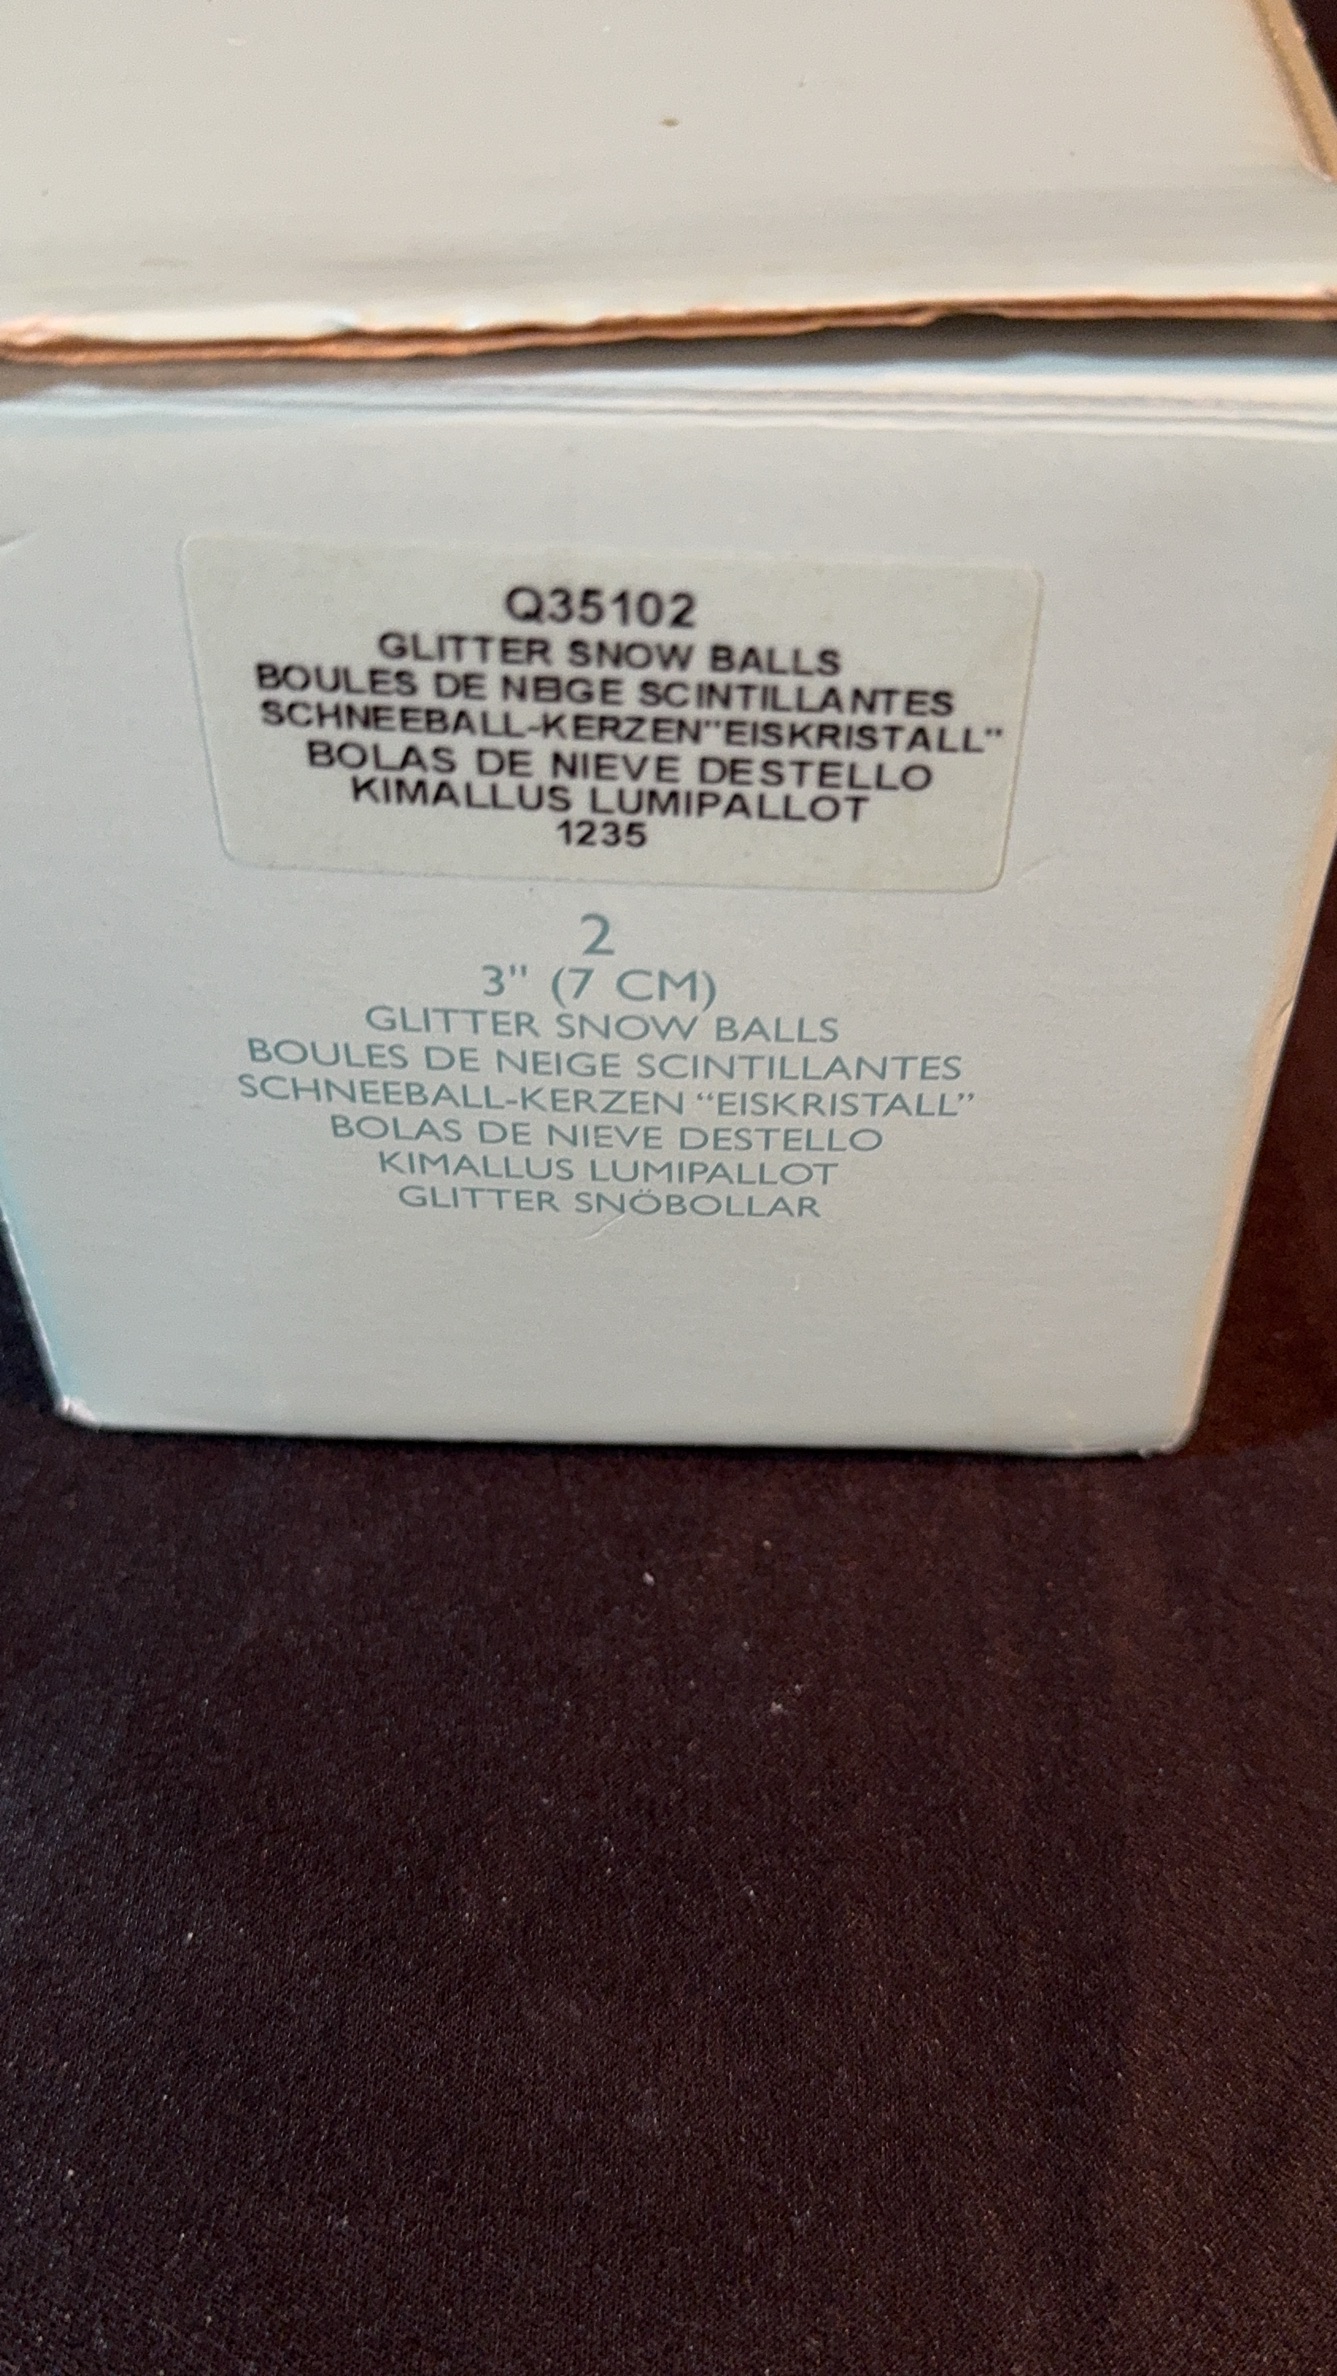 Q35102
GLITTER SNOW BALLS
BOULES DE NEIGE SCINTILLANTES
SCHNEEBALL-KERZEN"EISKRISTALL"
BOLAS DE NIEVE DESTELLO
KIMALLUS LUMIPALLOT
1235
2
3" (7 CM)
GLITTER SNOW BALLS
BOULES DE NEIGE SCINTILLANTES
SCHNEEBALL-KERZEN “EISKRISTALL”
BOLAS DE NIEVE DESTELLO
KIMALLUS LUMIPALLOT
GLITTER SNÖBOLLAR